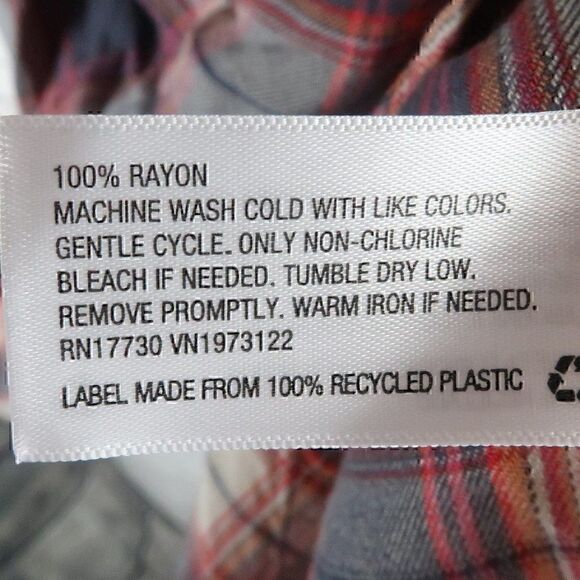 100% RAYON
MACHINE WASH COLD WITH LIKE COLORS.
GENTLE CYCLE. ONLY NON-CHLORINE
BLEACH IF NEEDED. TUMBLE DRY LOW.
REMOVE PROMPTLY. WARM IRON IF NEEDED.
RN17730 VN1973122
LABEL MADE FROM 100% RECYCLED PLASTIC